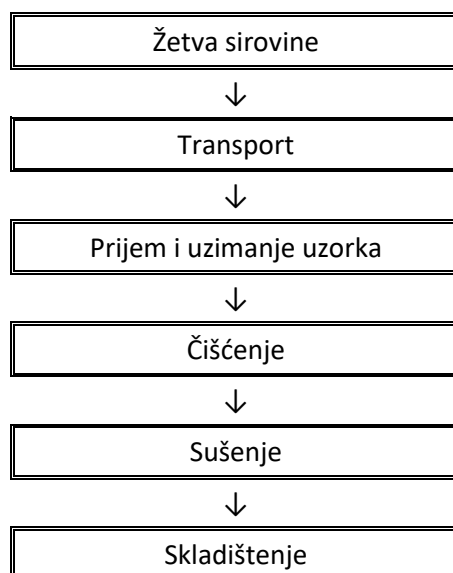 Žetva sirovine
↓
Transport
↓
Prijem i uzimanje uzorka
↓
Čišćenje
↓
Sušenje
↓
Skladištenje